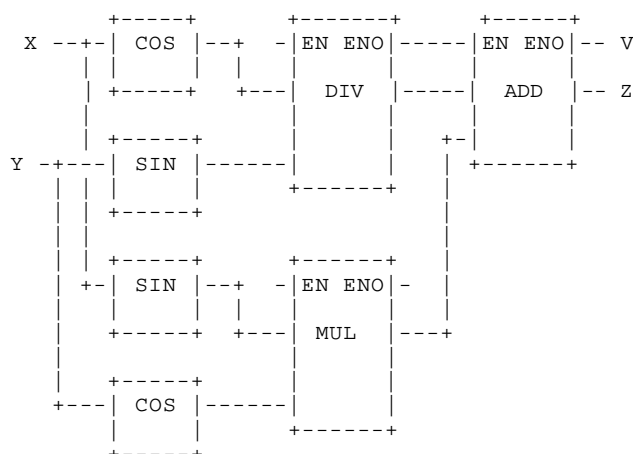 X COS EN ENO EN ENO V
DIV ADD Z
Y SIN
SIN EN ENO
MUL
COS